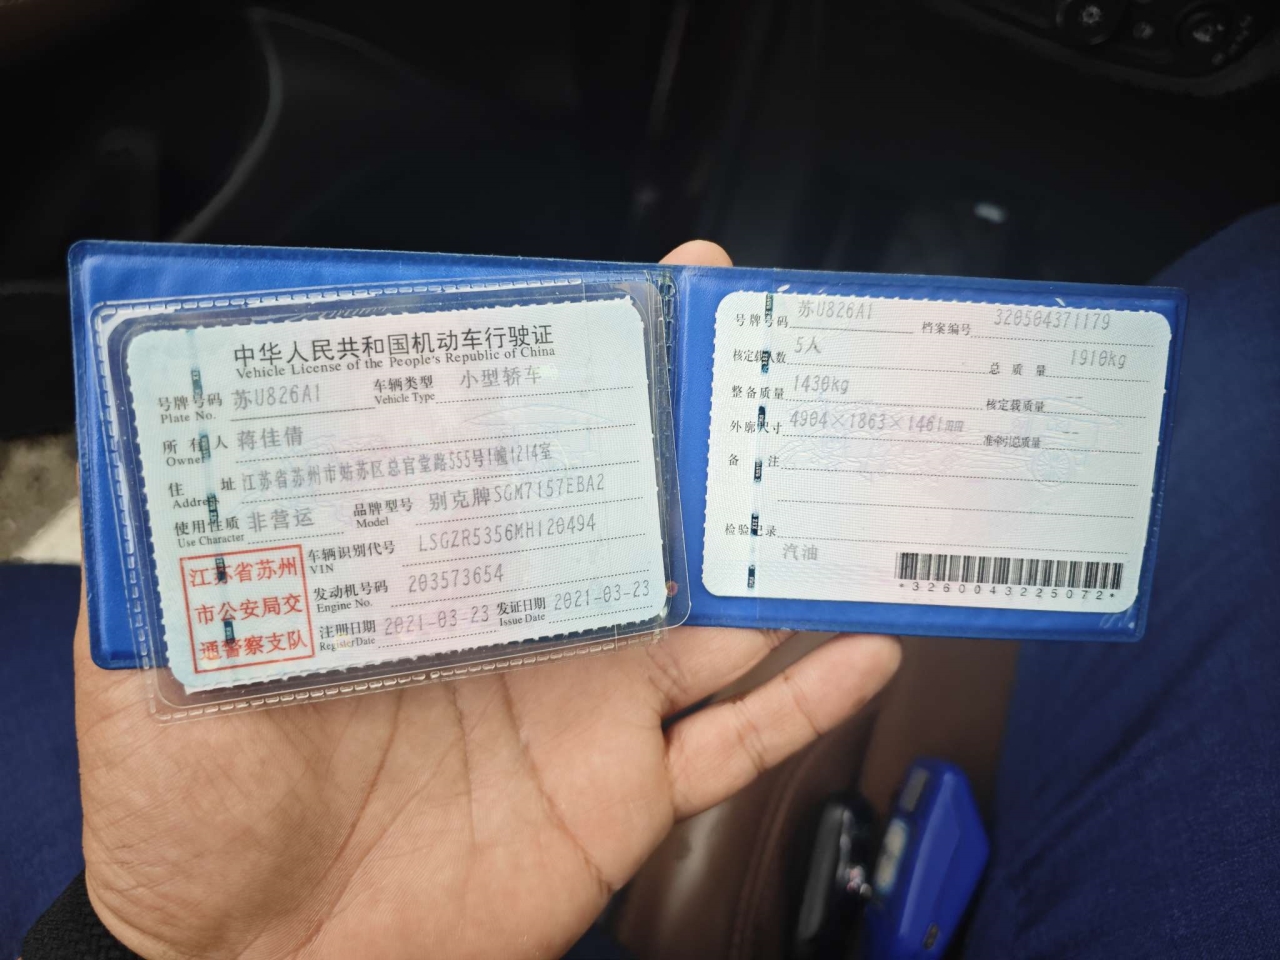 中华人民共和国机动车行驶证
Vehicle License of the People's Republic of China
号牌号码 苏U826A1 车辆类型 小型轿车
Plate No. Vehicle Type
所有人 蒋佳倩
Owner
住址 江苏省苏州市姑苏区总官堂路555号1幢1214室
Address
使用性质 非营运 品牌型号 别克牌SGM7157EBA2
Use Character Model
江苏省苏州
市公安局交
通警察支队
车辆识别代号 LSGZR5356MH120494
VIN
发动机号码 203573654
Engine No.
注册日期 2021-03-23 发证日期 2021-03-23
Register Date Issue Date
号牌号码 苏U826A1 档案编号 320504371179
核定载人数 5人 总质量 1910kg
整备质量 1430kg 核定载质量 --
外廓尺寸 4904×1863×1461mm 准牵引总质量 --
备注
检验记录
汽油
*3260043225072*